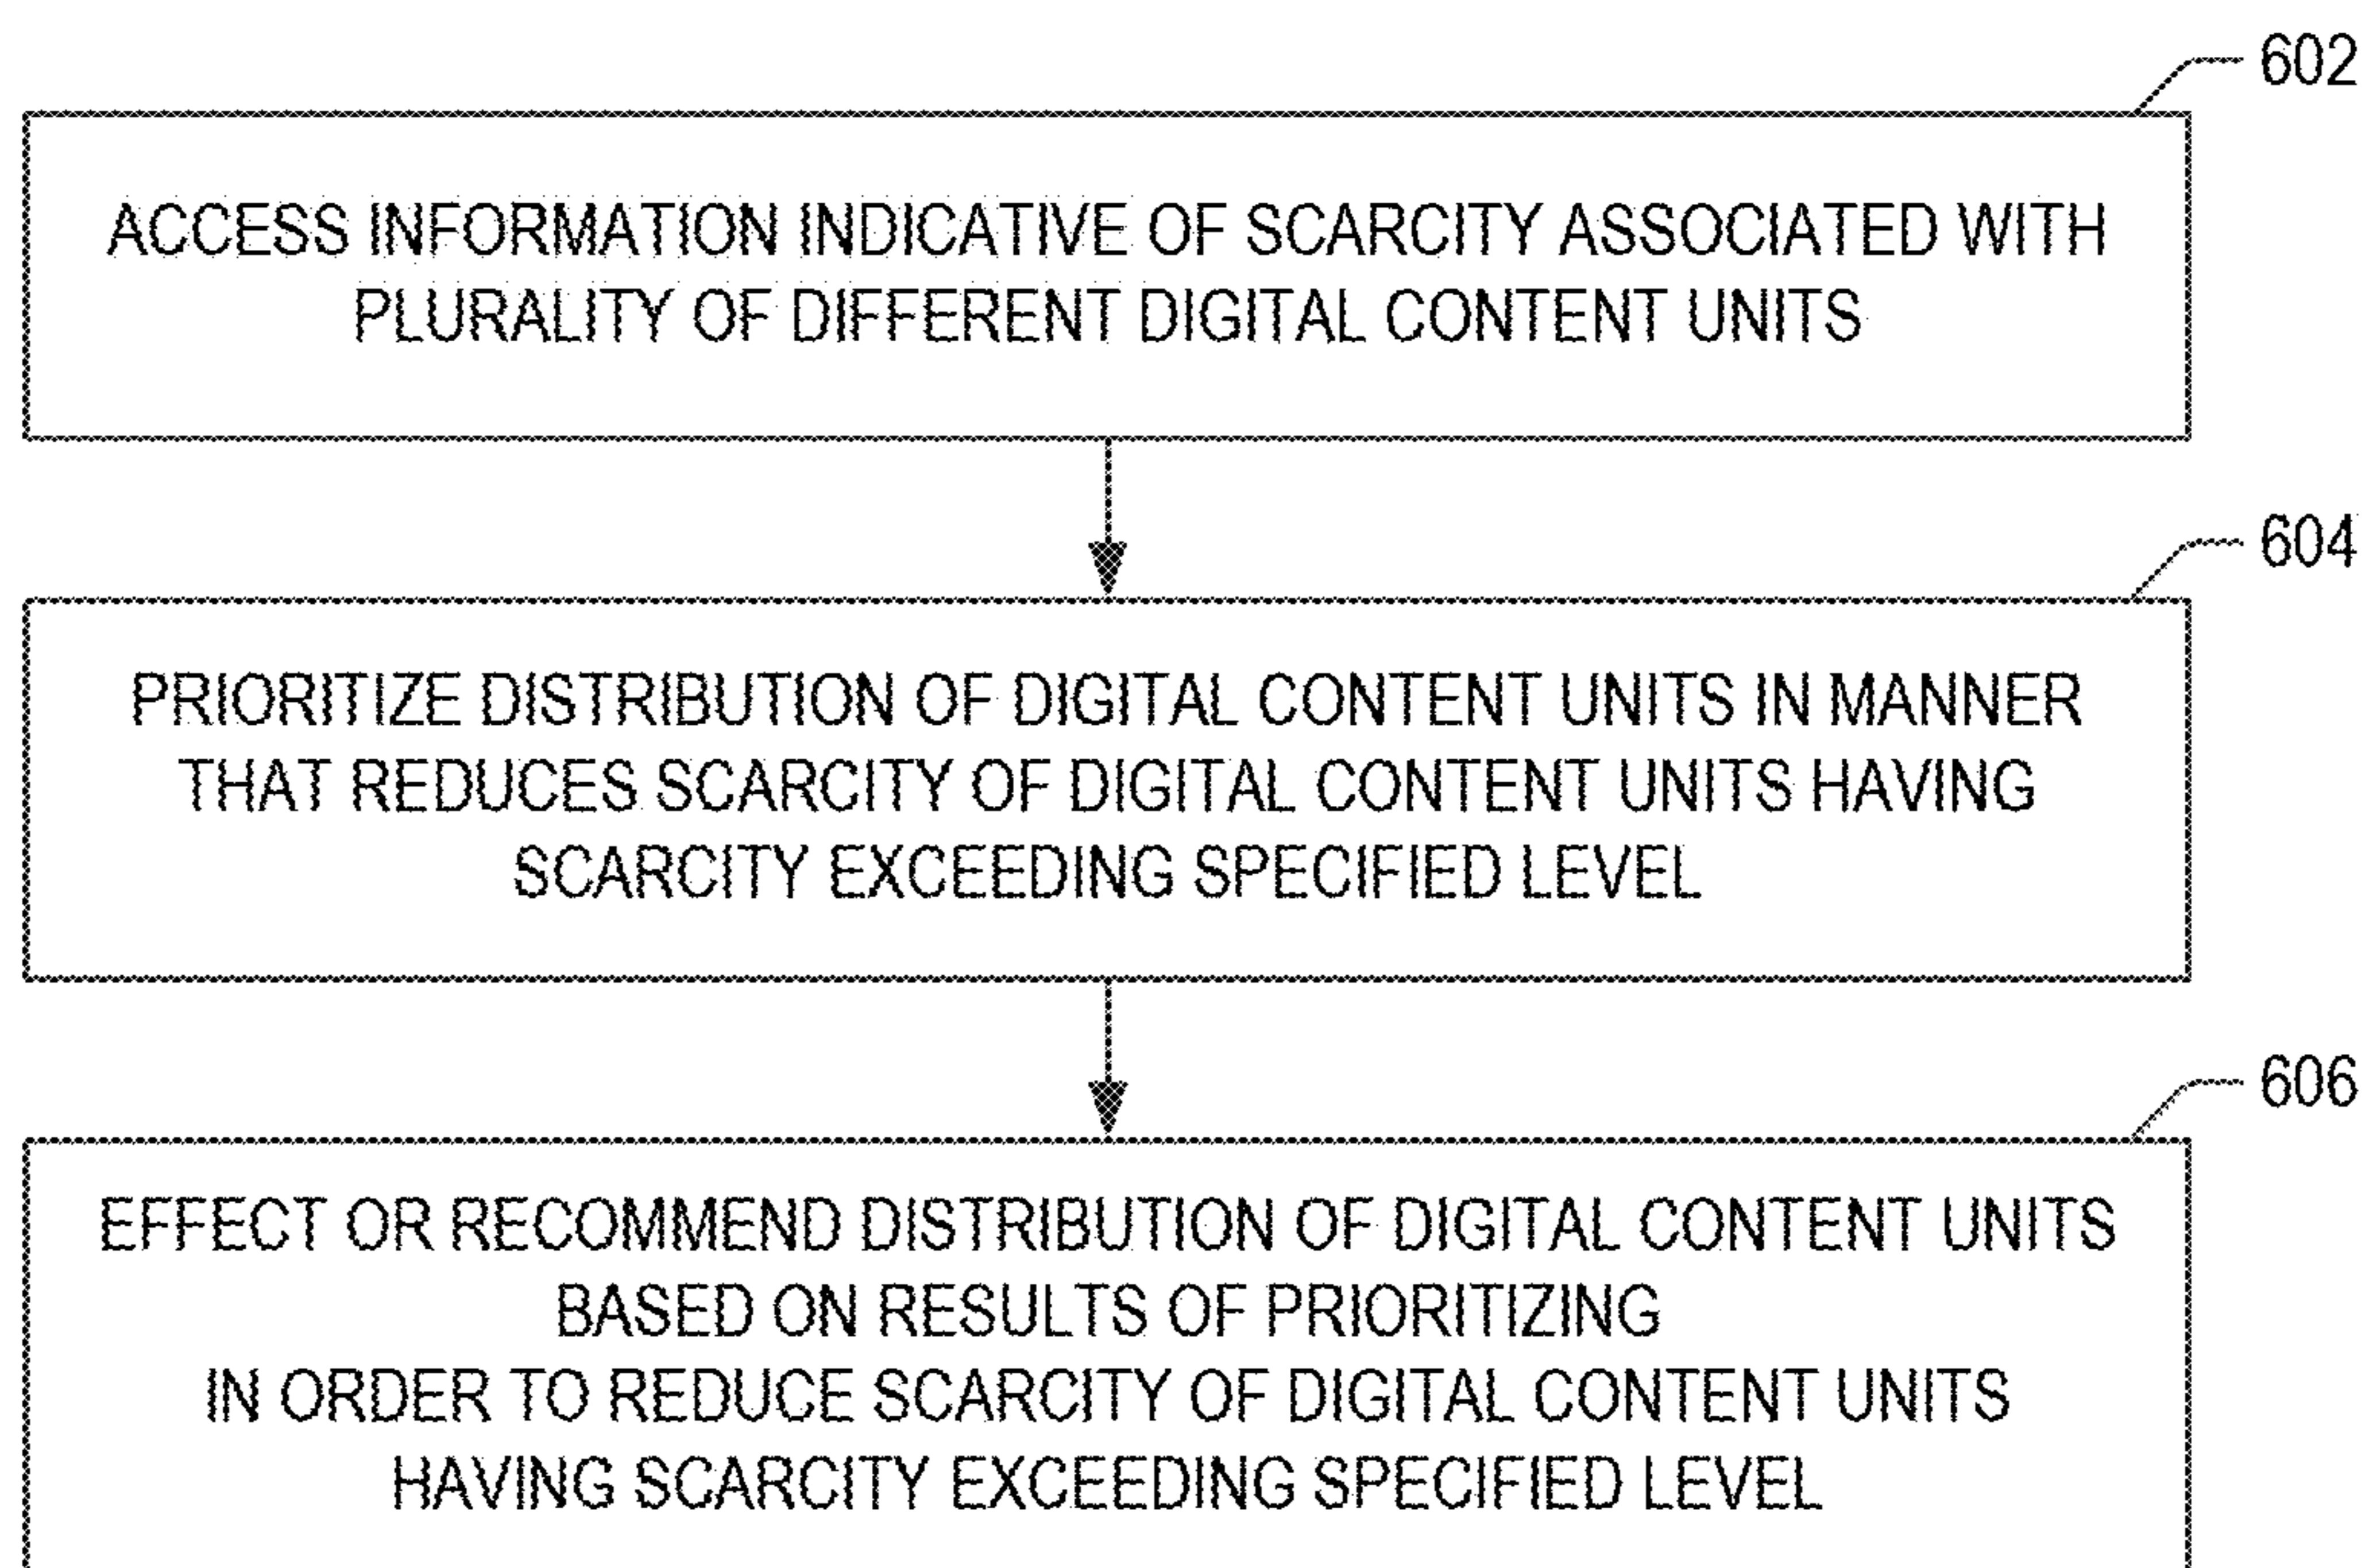 602
ACCESS INFORMATION INDICATIVE OF SCARCITY ASSOCIATED WITH
PLURALITY OF DIFFERENT DIGITAL CONTENT UNITS
604
PRIORITIZE DISTRIBUTION OF DIGITAL CONTENT UNITS IN MANNER
THAT REDUCES SCARCITY OF DIGITAL CONTENT UNITS HAVING
SCARCITY EXCEEDING SPECIFIED LEVEL
606
EFFECT OR RECOMMEND DISTRIBUTION OF DIGITAL CONTENT UNITS
BASED ON RESULTS OF PRIORITIZING
IN ORDER TO REDUCE SCARCITY OF DIGITAL CONTENT UNITS
HAVING SCARCITY EXCEEDING SPECIFIED LEVEL